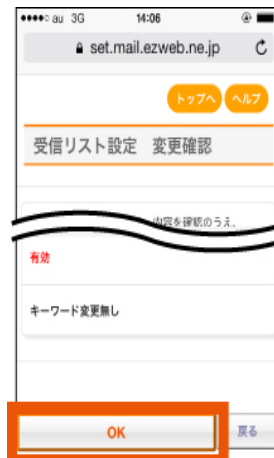 au 3G 14:06
set.mail.ezweb.ne.jp
トップへ ヘルプ
受信リスト設定 変更確認
内容を確認のうえ、
有効
キーワード変更無し
OK 戻る